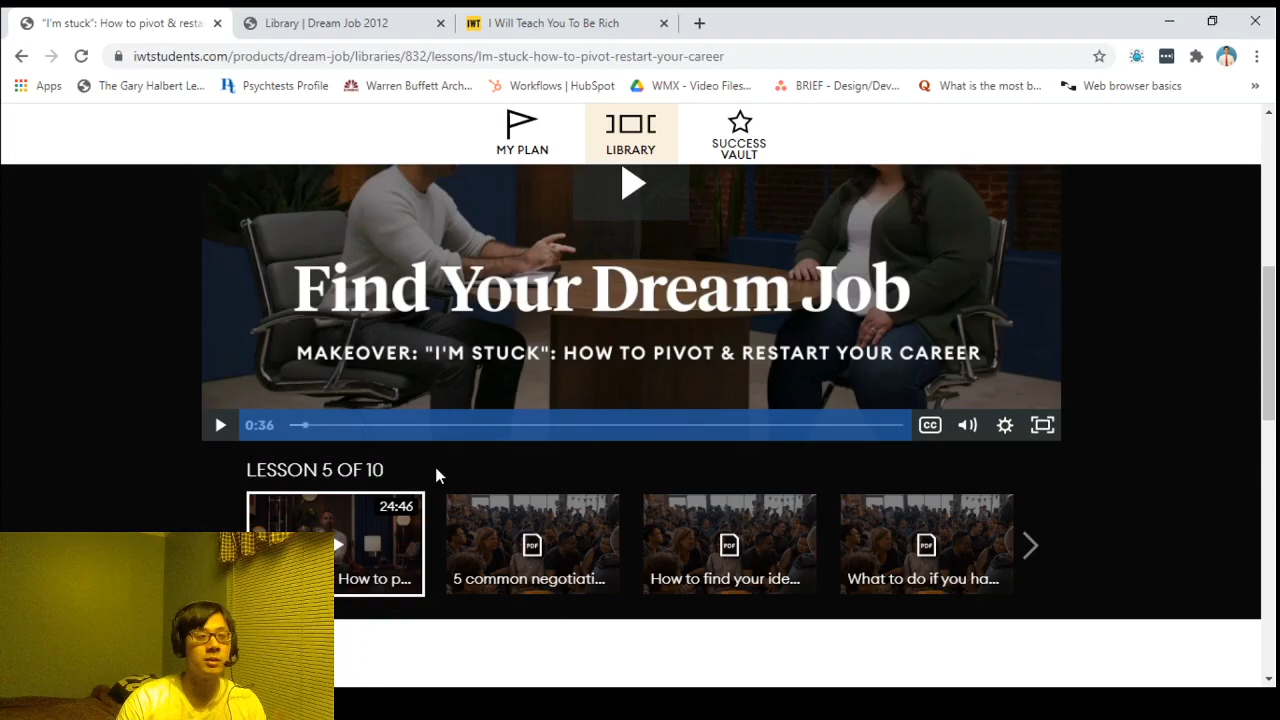 "I'm stuck": How to pivot & resta
Library | Dream Job 2012
IWT
I Will Teach You To Be Rich
iwtstudents.com/products/dream-job/libraries/832/lessons/Im-stuck-how-to-pivot-restart-your-career
Apps
The Gary Halbert Le...
Psychtests Profile
Warren Buffett Arch...
Workflows | HubSpot
WMX - Video Files...
BRIEF - Design/Dev...
What is the most b...
Web browser basics
»
MY PLAN
LIBRARY
SUCCESS
VAULT
Find Your Dream Job
MAKEOVER: "I'M STUCK": HOW TO PIVOT & RESTART YOUR CAREER
0:36
CC
LESSON 5 OF 10
24:46
PDF
PDF
PDF
How to p...
5 common negotiati...
How to find your ide...
What to do if you ha...